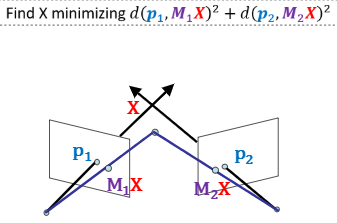 Find X minimizing d(p₁, M₁X)² + d(p₂, M₂X)²
X
p₁
p₂
M₁X
M₂X